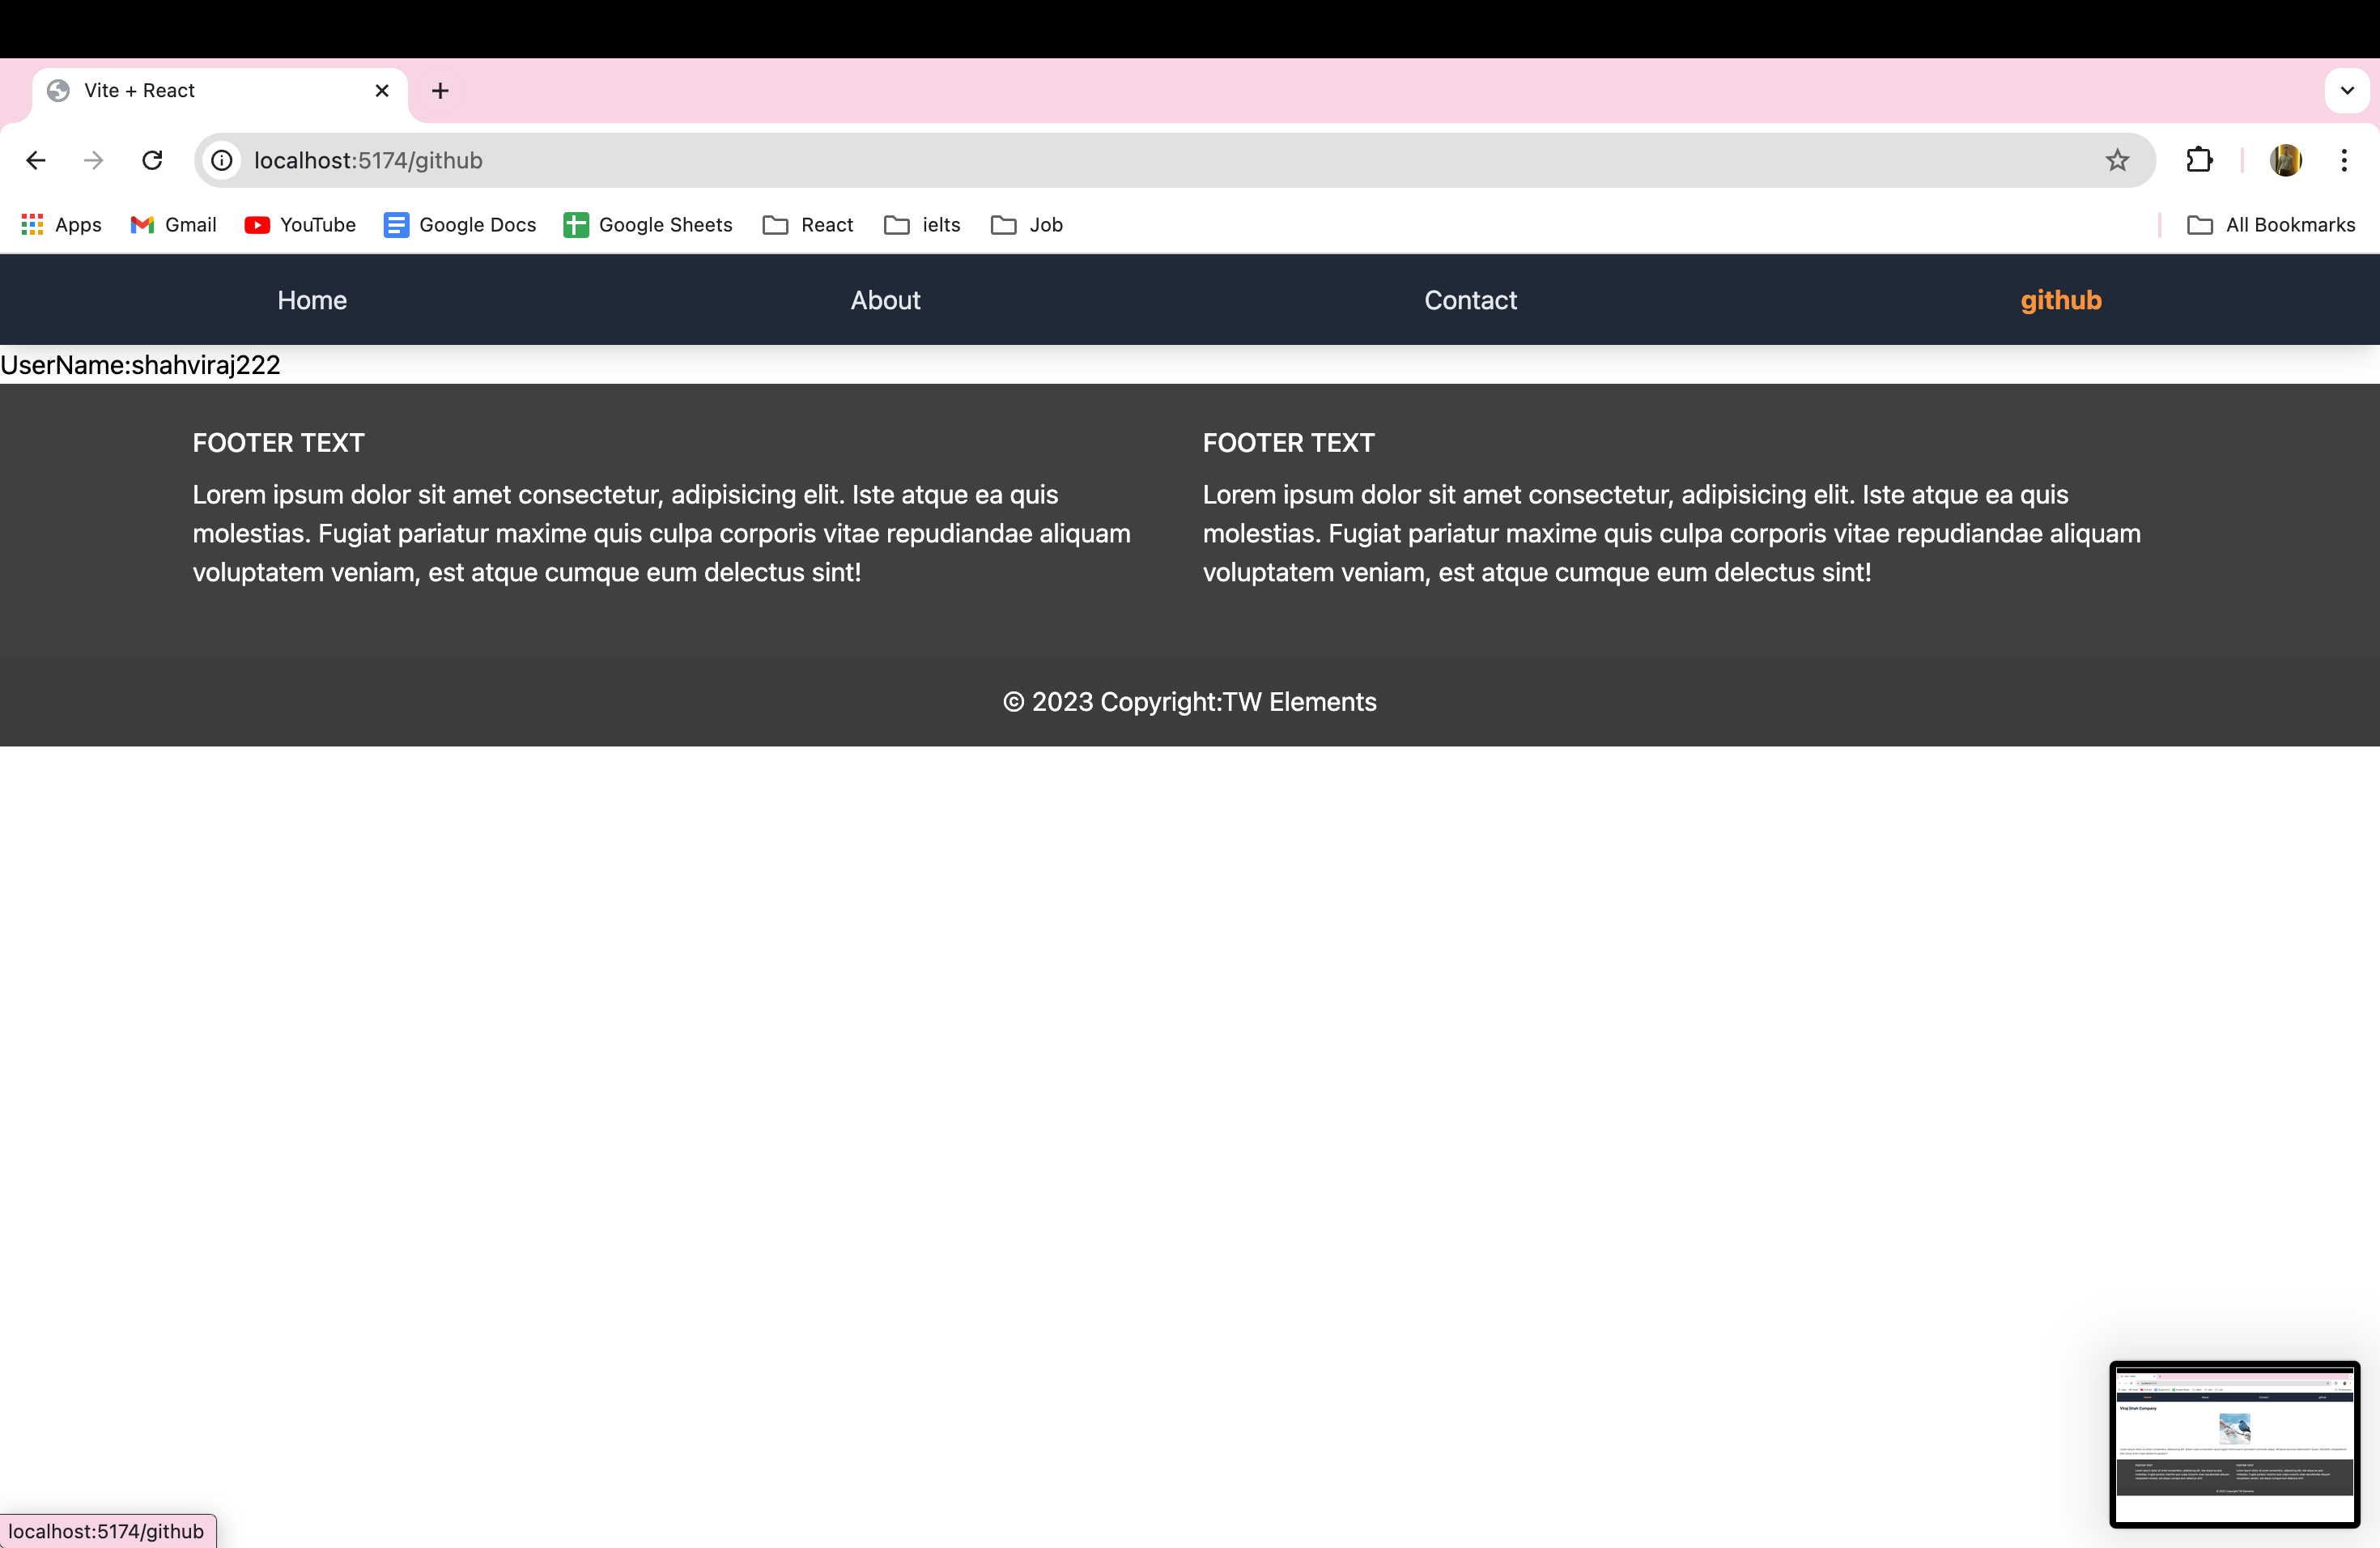 Vite + React
localhost:5174/github
Apps Gmail YouTube Google Docs Google Sheets React ielts Job All Bookmarks
Home About Contact github
UserName:shahviraj222
FOOTER TEXT
Lorem ipsum dolor sit amet consectetur, adipisicing elit. Iste atque ea quis
molestias. Fugiat pariatur maxime quis culpa corporis vitae repudiandae aliquam
voluptatem veniam, est atque cumque eum delectus sint!
FOOTER TEXT
Lorem ipsum dolor sit amet consectetur, adipisicing elit. Iste atque ea quis
molestias. Fugiat pariatur maxime quis culpa corporis vitae repudiandae aliquam
voluptatem veniam, est atque cumque eum delectus sint!
© 2023 Copyright:TW Elements
Viraj Shah Company
localhost:5174/github